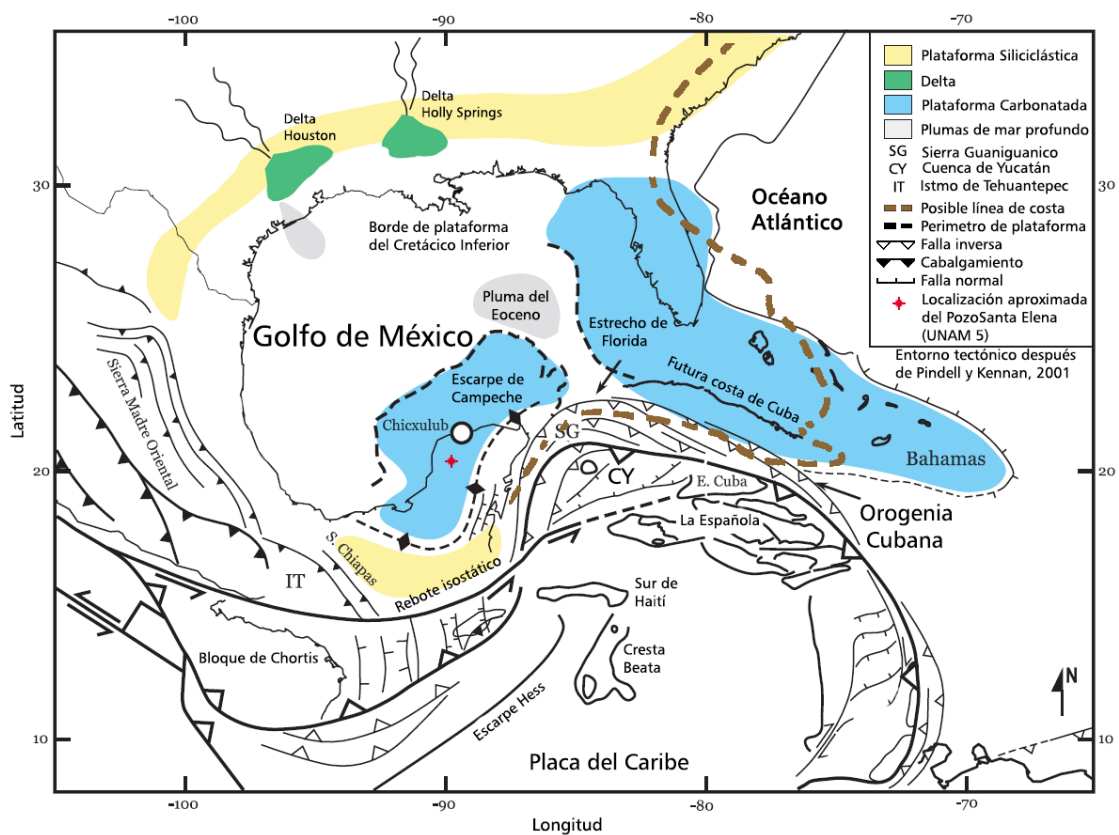 -100
-90
-80
-70
Plataforma Siliciclástica
Delta
Plataforma Carbonatada
Plumas de mar profundo
SG Sierra Guaniguanico
CY Cuenca de Yucatán
IT Istmo de Tehuantepec
Posible línea de costa
Perimetro de plataforma
Falla inversa
Cabalgamiento
Falla normal
Localización aproximada
del PozoSanta Elena
(UNAM 5)
Entorno tectónico después
de Pindell y Kennan, 2001
Delta
Houston
Delta
Holly Springs
30
30
Océano
Atlántico
Borde de plataforma
del Cretácico Inferior
Pluma del
Eoceno
Golfo de México
Estrecho de
Florida
Escarpe de
Campeche
Futura costa de Cuba
Sierra Madre Oriental
Chicxulub
SG
Bahamas
Latitud
20
20
CY
E. Cuba
La Española
Orogenia
Cubana
S. Chiapas
IT
Rebote isostático
Sur de
Haití
Bloque de Chortis
Cresta
Beata
Escarpe Hess
N
10
10
Placa del Caribe
-100
-90
-80
-70
Longitud